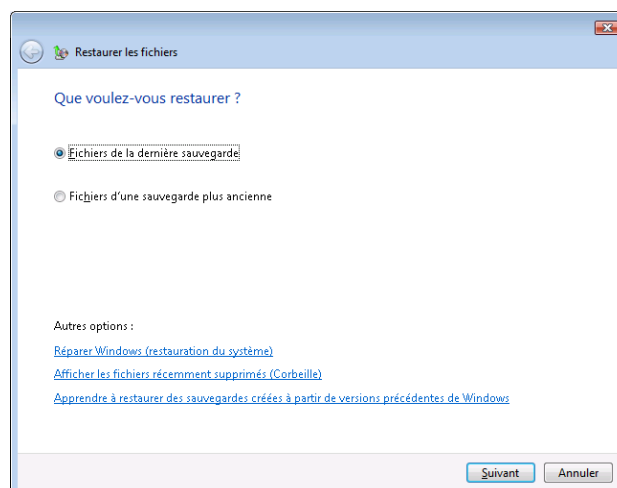 Restaurer les fichiers
Que voulez-vous restaurer ?
Fichiers de la dernière sauvegarde
Fichiers d'une sauvegarde plus ancienne
Autres options :
Réparer Windows (restauration du système)
Afficher les fichiers récemment supprimés (Corbeille)
Apprendre à restaurer des sauvegardes créées à partir de versions précédentes de Windows
Suivant Annuler